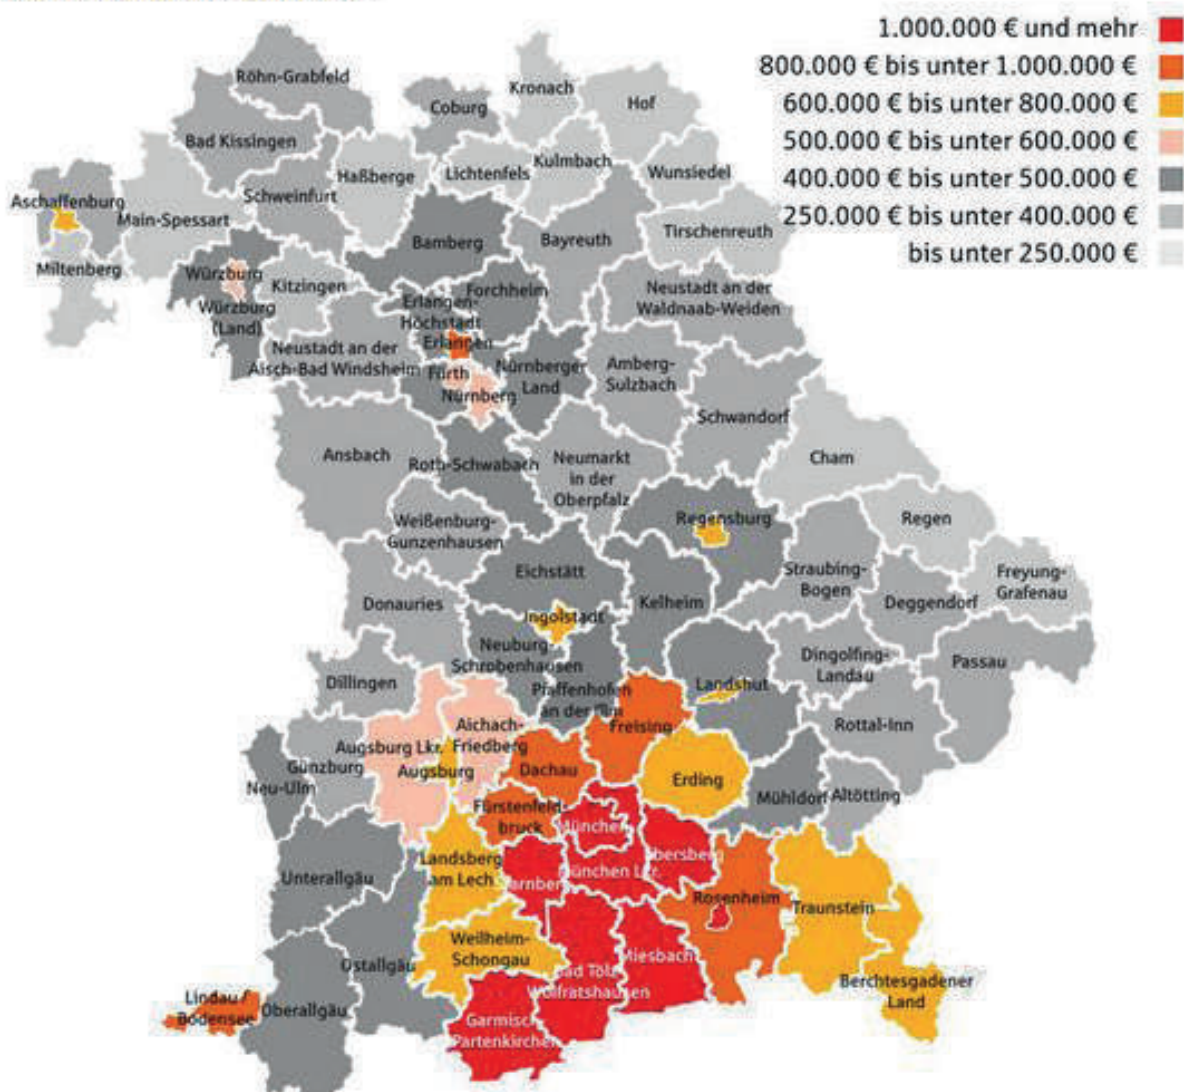 1.000.000 € und mehr
800.000 € bis unter 1.000.000 €
600.000 € bis unter 800.000 €
500.000 € bis unter 600.000 €
400.000 € bis unter 500.000 €
250.000 € bis unter 400.000 €
bis unter 250.000 €
Röhn-Grabfeld
Coburg
Kronach
Hof
Bad Kissingen
Haßberge
Lichtenfels
Kulmbach
Wunsiedel
Aschaffenburg
Schweinfurt
Main-Spessart
Bamberg
Bayreuth
Tirschenreuth
Miltenberg
Würzburg
Kitzingen
Würzburg
(Land)
Forchheim
Erlangen-
Höchstadt
Erlangen
Neustadt an der
Waldnaab-Weiden
Neustadt an der
Aisch-Bad Windsheim
Fürth
Nürnberg
Nürnberger
Land
Amberg-
Sulzbach
Schwandorf
Ansbach
Roth-Schwabach
Neumarkt
in der
Oberpfalz
Cham
Weißenburg-
Gunzenhausen
Regensburg
Regen
Eichstätt
Kelheim
Straubing-
Bogen
Deggendorf
Freyung-
Grafenau
Donauries
Ingolstadt
Neuburg-
Schrobenhausen
Dillingen
Pfaffenhofen
an der Ilm
Landshut
Dingolfing-
Landau
Passau
Aichach-
Friedberg
Freising
Rottal-Inn
Günzburg
Augsburg Lkr.
Augsburg
Dachau
Erding
Neu-Ulm
Mühldorf
Altötting
Fürstenfeld-
bruck
München
Unterallgäu
Landsberg
am Lech
Starnberg
München Lkr.
Ebersberg
Rosenheim
Traunstein
Weilheim-
Schongau
Ostallgäu
Bad Tölz-
Wolfratshausen
Miesbach
Berchtesgadener
Land
Lindau /
Bodensee
Oberallgäu
Garmisch-
Partenkirchen